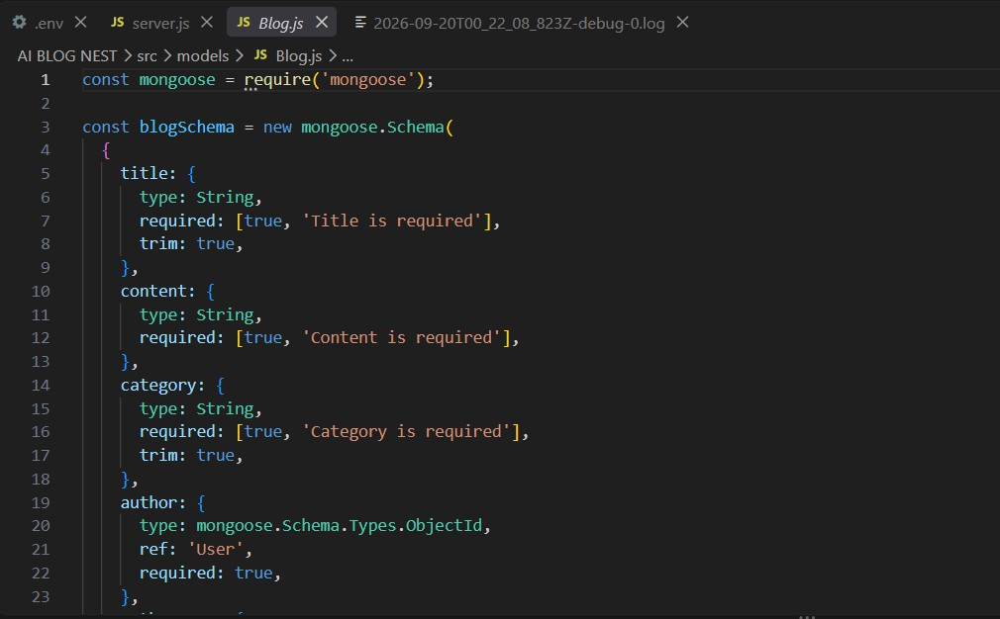 .env JS server.js JS Blog.js 2026-09-20T00_22_08_823Z-debug-0.log
AI BLOG NEST > src > models > JS Blog.js > ...
1 const mongoose = require('mongoose');
2
3 const blogSchema = new mongoose.Schema(
4 {
5 title: {
6 type: String,
7 required: [true, 'Title is required'],
8 trim: true,
9 },
10 content: {
11 type: String,
12 required: [true, 'Content is required'],
13 },
14 category: {
15 type: String,
16 required: [true, 'Category is required'],
17 trim: true,
18 },
19 author: {
20 type: mongoose.Schema.Types.ObjectId,
21 ref: 'User',
22 required: true,
23 },